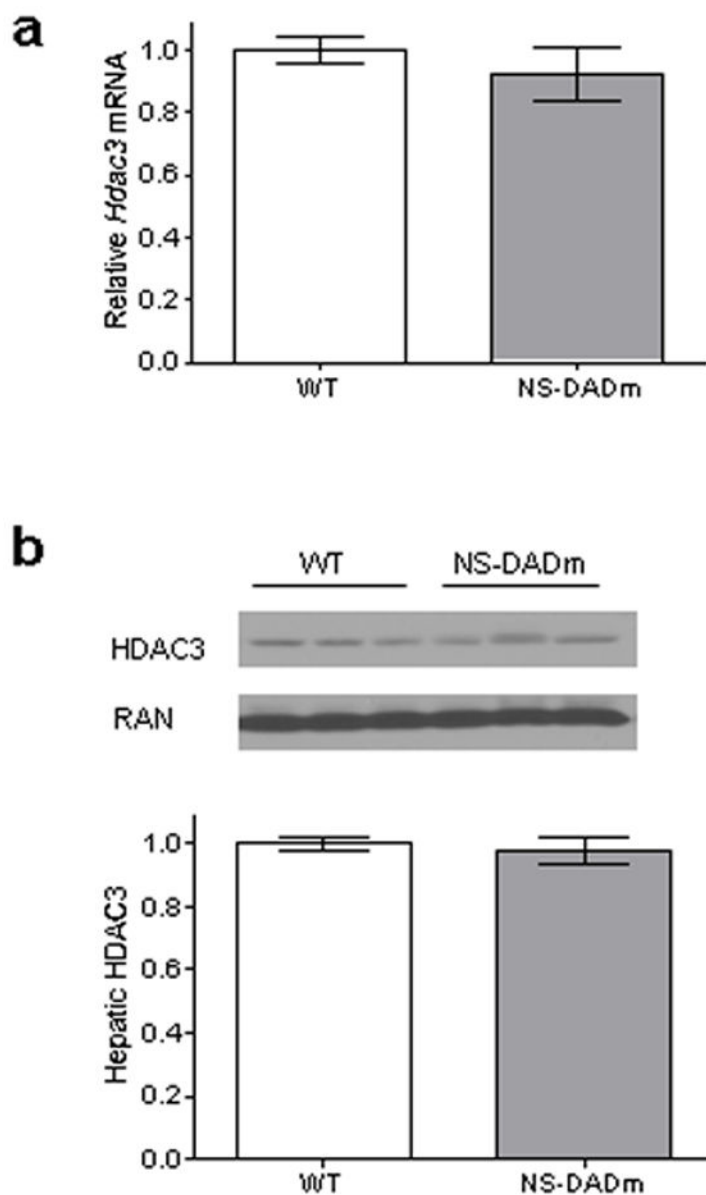 a
Relative Hdac3 mRNA
1.0
0.8
0.6
0.4
0.2
0.0
WT
NS-DADm
b
WT
NS-DADm
HDAC3
RAN
Hepatic HDAC3
1.0
0.8
0.6
0.4
0.2
0.0
WT
NS-DADm